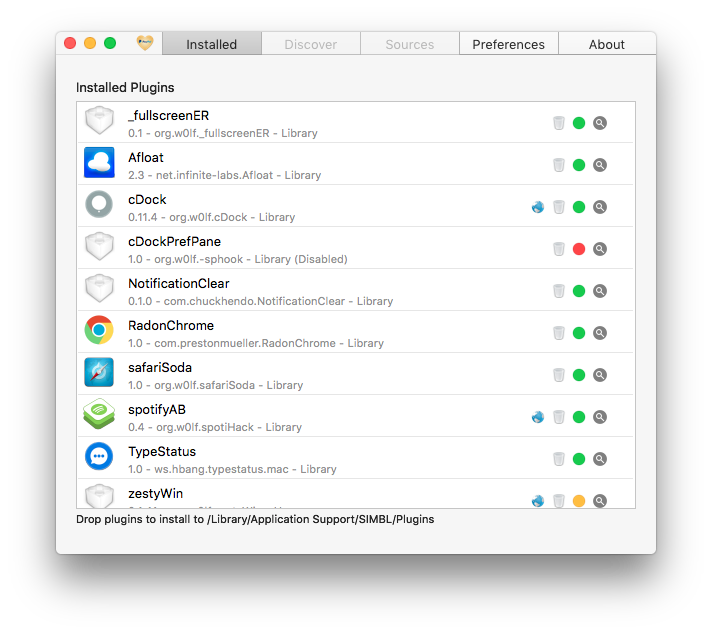 Installed
Discover
Sources
Preferences
About
Installed Plugins
_fullscreenER
0.1 - org.w0lf._fullscreenER - Library
Afloat
2.3 - net.infinite-labs.Afloat - Library
cDock
0.11.4 - org.w0lf.cDock - Library
cDockPrefPane
1.0 - org.w0lf.-sphook - Library (Disabled)
NotificationClear
0.1.0 - com.chuckhendo.NotificationClear - Library
RadonChrome
1.0 - com.prestonmueller.RadonChrome - Library
safariSoda
1.0 - org.w0lf.safariSoda - Library
spotifyAB
0.4 - org.w0lf.spotiHack - Library
TypeStatus
1.0 - ws.hbang.typestatus.mac - Library
zestyWin
Drop plugins to install to /Library/Application Support/SIMBL/Plugins